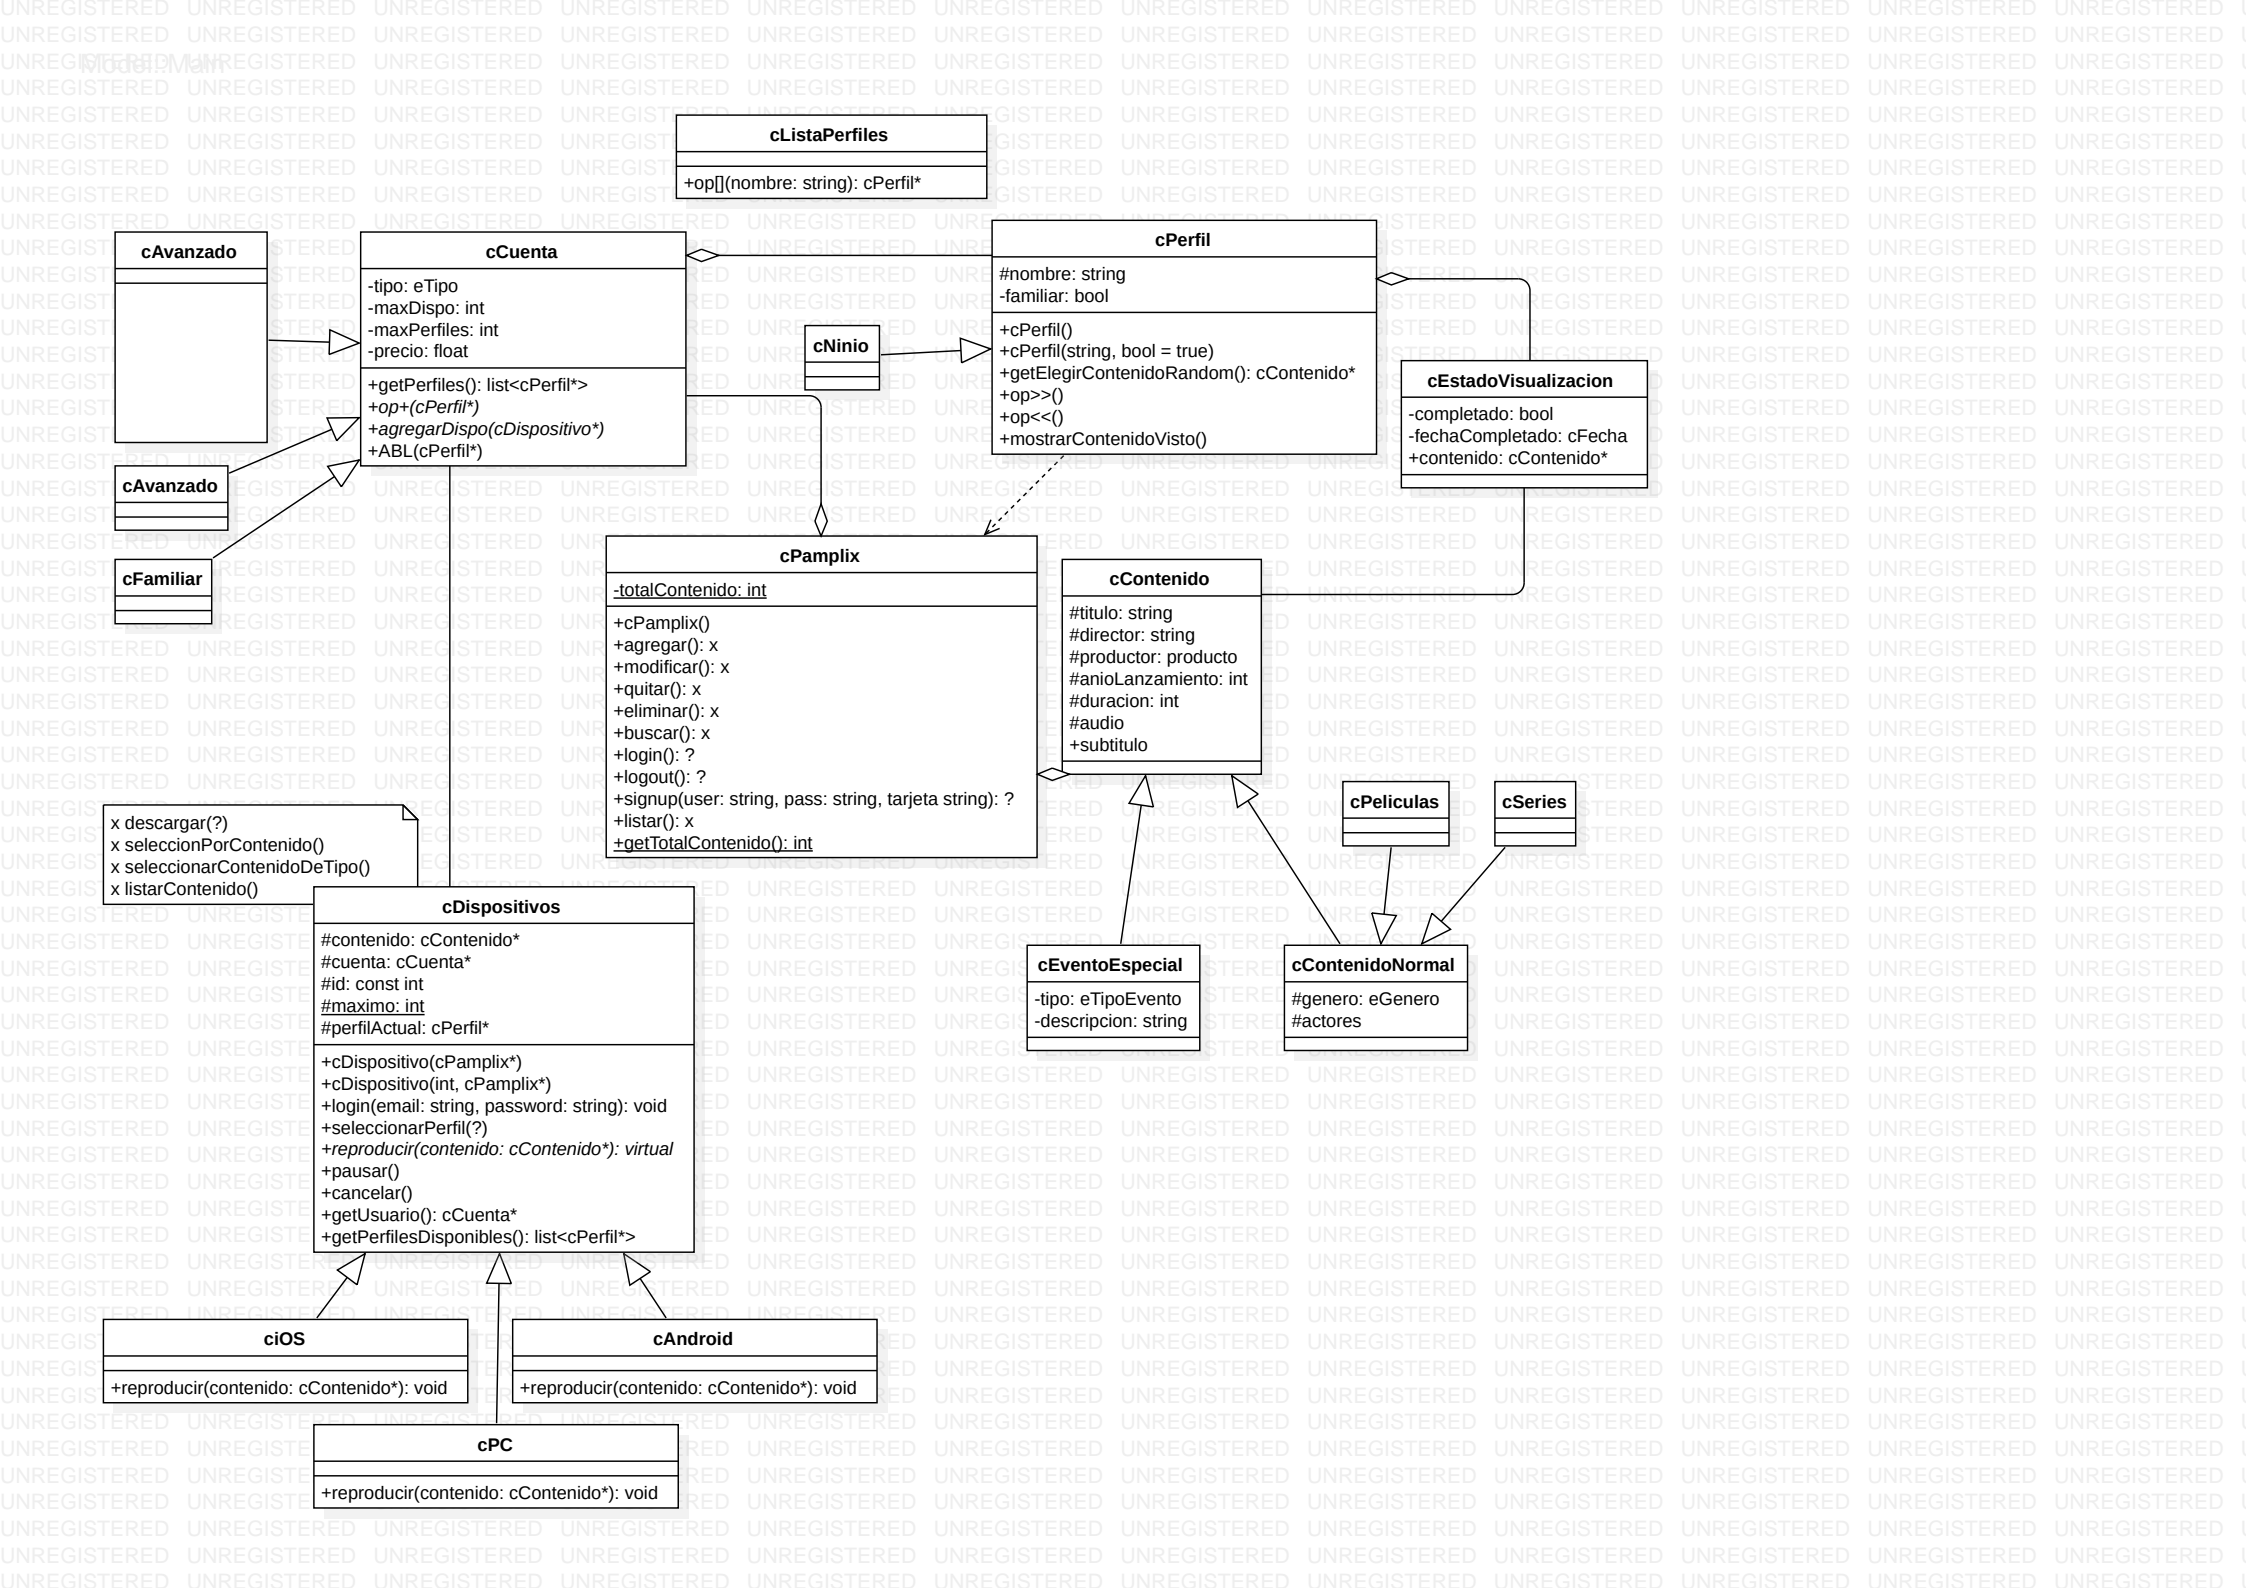 Model::Main
cListaPerfiles
+op[](nombre: string): cPerfil*
cAvanzado
cCuenta
-tipo: eTipo
-maxDispo: int
-maxPerfiles: int
-precio: float
+getPerfiles(): list<cPerfil*>
+op+(cPerfil*)
+agregarDispo(cDispositivo*)
+ABL(cPerfil*)
cNinio
cPerfil
#nombre: string
-familiar: bool
+cPerfil()
+cPerfil(string, bool = true)
+getElegirContenidoRandom(): cContenido*
+op>>()
+op<<()
+mostrarContenidoVisto()
cEstadoVisualizacion
-completado: bool
-fechaCompletado: cFecha
+contenido: cContenido*
cAvanzado
cFamiliar
cPamplix
-totalContenido: int
+cPamplix()
+agregar(): x
+modificar(): x
+quitar(): x
+eliminar(): x
+buscar(): x
+login(): ?
+logout(): ?
+signup(user: string, pass: string, tarjeta string): ?
+listar(): x
+getTotalContenido(): int
cContenido
#titulo: string
#director: string
#productor: producto
#anioLanzamiento: int
#duracion: int
#audio
+subtitulo
cPeliculas
cSeries
x descargar(?)
x seleccionPorContenido()
x seleccionarContenidoDeTipo()
x listarContenido()
cDispositivos
#contenido: cContenido*
#cuenta: cCuenta*
#id: const int
#maximo: int
#perfilActual: cPerfil*
+cDispositivo(cPamplix*)
+cDispositivo(int, cPamplix*)
+login(email: string, password: string): void
+seleccionarPerfil(?)
+reproducir(contenido: cContenido*): virtual
+pausar()
+cancelar()
+getUsuario(): cCuenta*
+getPerfilesDisponibles(): list<cPerfil*>
cEventoEspecial
-tipo: eTipoEvento
-descripcion: string
cContenidoNormal
#genero: eGenero
#actores
ciOS
+reproducir(contenido: cContenido*): void
cAndroid
+reproducir(contenido: cContenido*): void
cPC
+reproducir(contenido: cContenido*): void